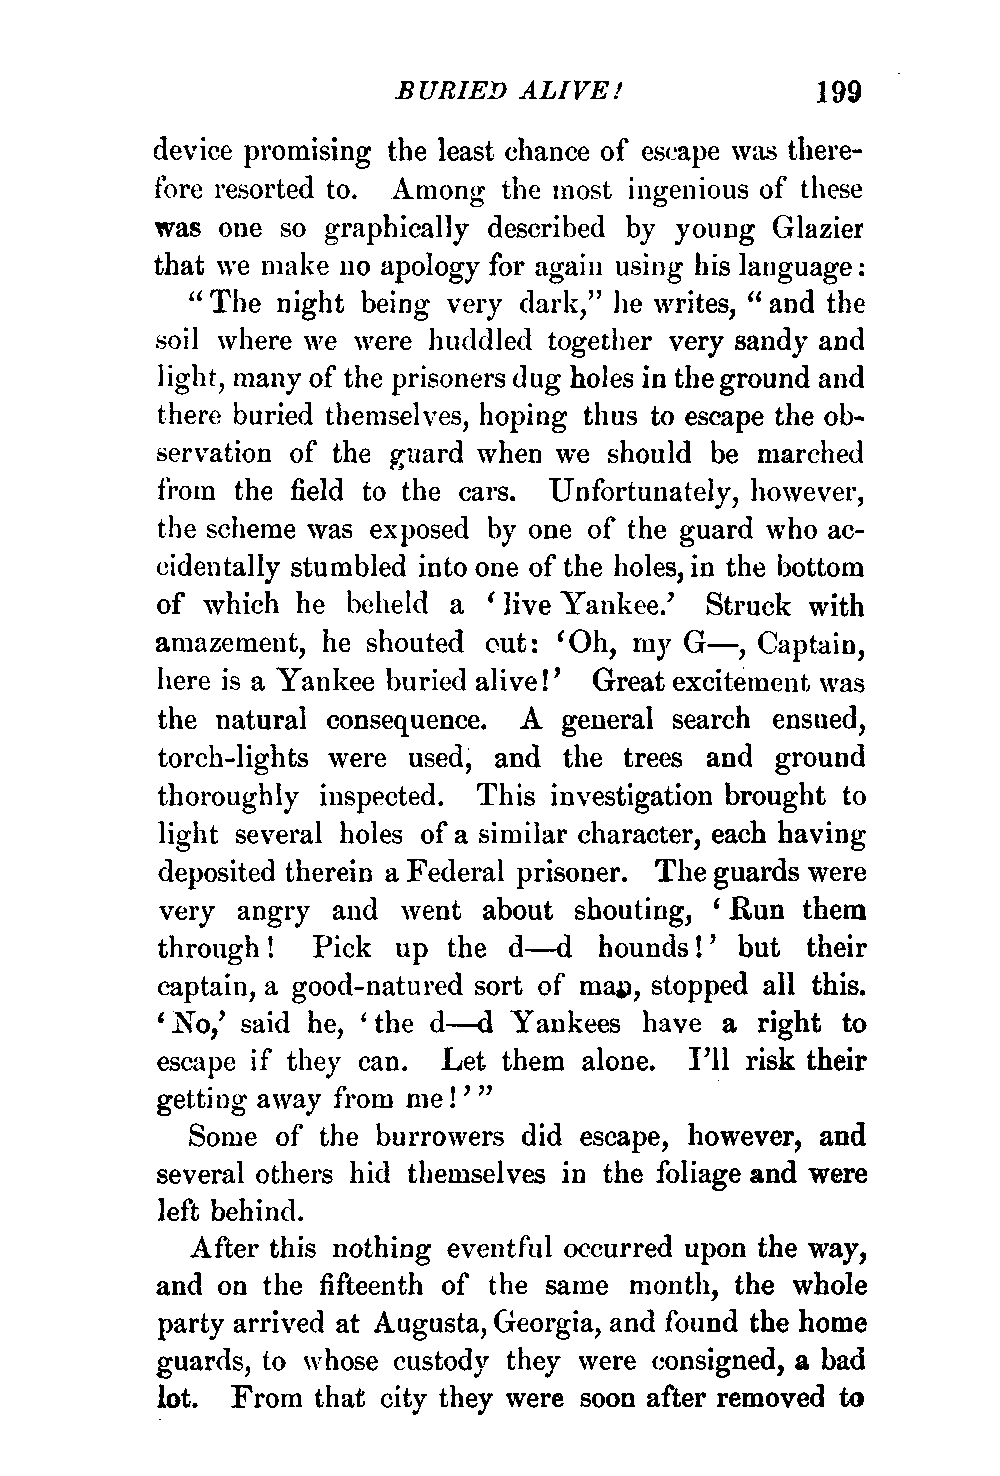 BURIED ALIVE! 199
device promising the least chance of escape was there-
fore resorted to. Among the most ingenious of these
was one so graphically described by young Glazier
that we make no apology for again using his language:
“The night being very dark,” he writes, “and the
soil where we were huddled together very sandy and
light, many of the prisoners dug holes in the ground and
there buried themselves, hoping thus to escape the ob-
servation of the guard when we should be marched
from the field to the cars. Unfortunately, however,
the scheme was exposed by one of the guard who ac-
cidentally stumbled into one of the holes, in the bottom
of which he beheld a ‘live Yankee.’ Struck with
amazement, he shouted out: ‘Oh, my G—, Captain,
here is a Yankee buried alive!’ Great excitement was
the natural consequence. A general search ensued,
torch-lights were used, and the trees and ground
thoroughly inspected. This investigation brought to
light several holes of a similar character, each having
deposited therein a Federal prisoner. The guards were
very angry and went about shouting, ‘Run them
through! Pick up the d—d hounds!’ but their
captain, a good-natured sort of man, stopped all this.
‘No,’ said he, ‘the d—d Yankees have a right to
escape if they can. Let them alone. I’ll risk their
getting away from me!’”
Some of the burrowers did escape, however, and
several others hid themselves in the foliage and were
left behind.
After this nothing eventful occurred upon the way,
and on the fifteenth of the same month, the whole
party arrived at Augusta, Georgia, and found the home
guards, to whose custody they were consigned, a bad
lot. From that city they were soon after removed to